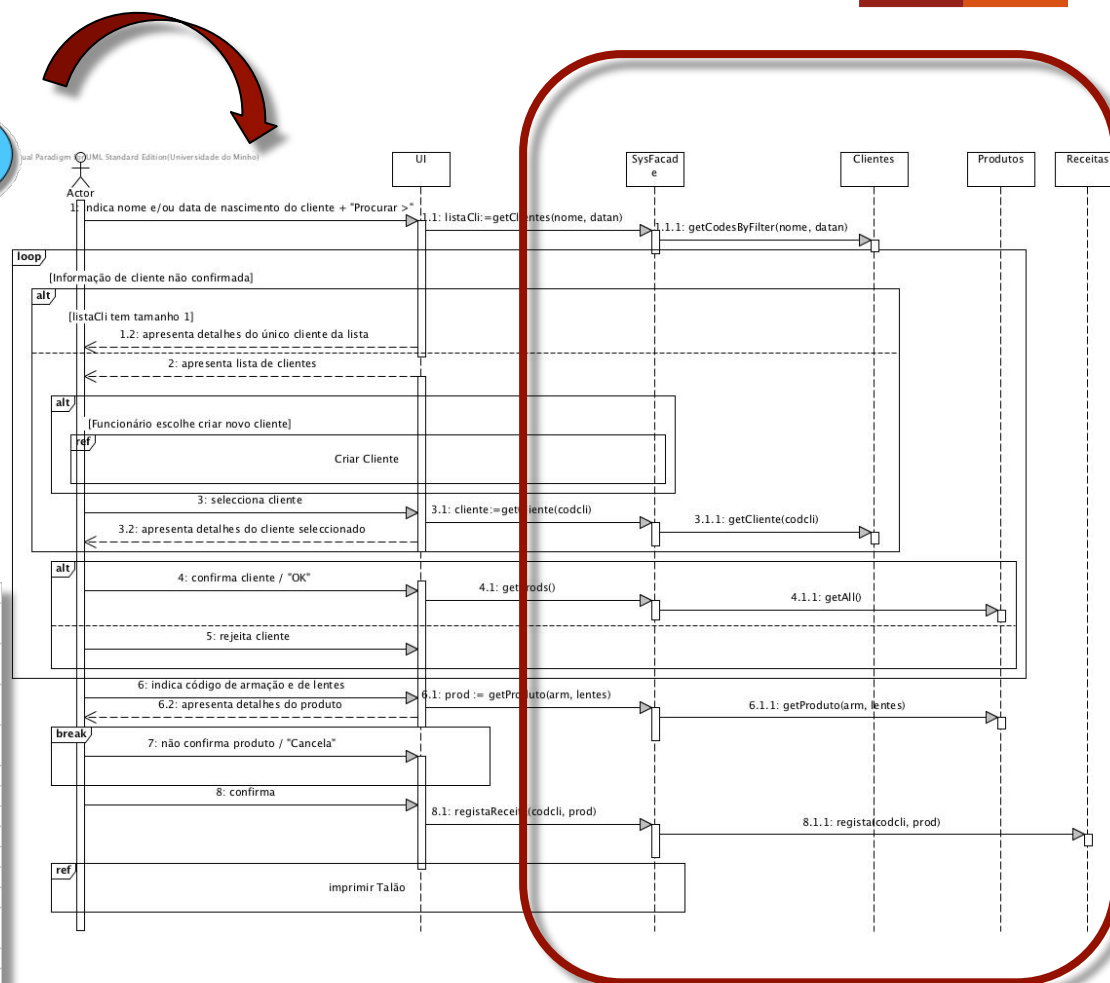 ual Paradigm for UML Standard Edition(Universidade do Minho)
Actor
UI
SysFacad
e
Clientes
Produtos
Receitas
1: indica nome e/ou data de nascimento do cliente + "Procurar >"
1.1: listaCli:=getClientes(nome, datan)
1.1.1: getCodesByFilter(nome, datan)
loop
[Informação de cliente não confirmada]
alt
[listaCli tem tamanho 1]
1.2: apresenta detalhes do único cliente da lista
2: apresenta lista de clientes
alt
[Funcionário escolhe criar novo cliente]
ref
Criar Cliente
3: selecciona cliente
3.1: cliente:=getCliente(codcli)
3.1.1: getCliente(codcli)
3.2: apresenta detalhes do cliente seleccionado
alt
4: confirma cliente / "OK"
4.1: getProds()
4.1.1: getAll()
5: rejeita cliente
6: indica código de armação e de lentes
6.1: prod := getProduto(arm, lentes)
6.1.1: getProduto(arm, lentes)
6.2: apresenta detalhes do produto
break
7: não confirma produto / "Cancela"
8: confirma
8.1: registaReceita(codcli, prod)
8.1.1: regista(codcli, prod)
ref
imprimir Talão